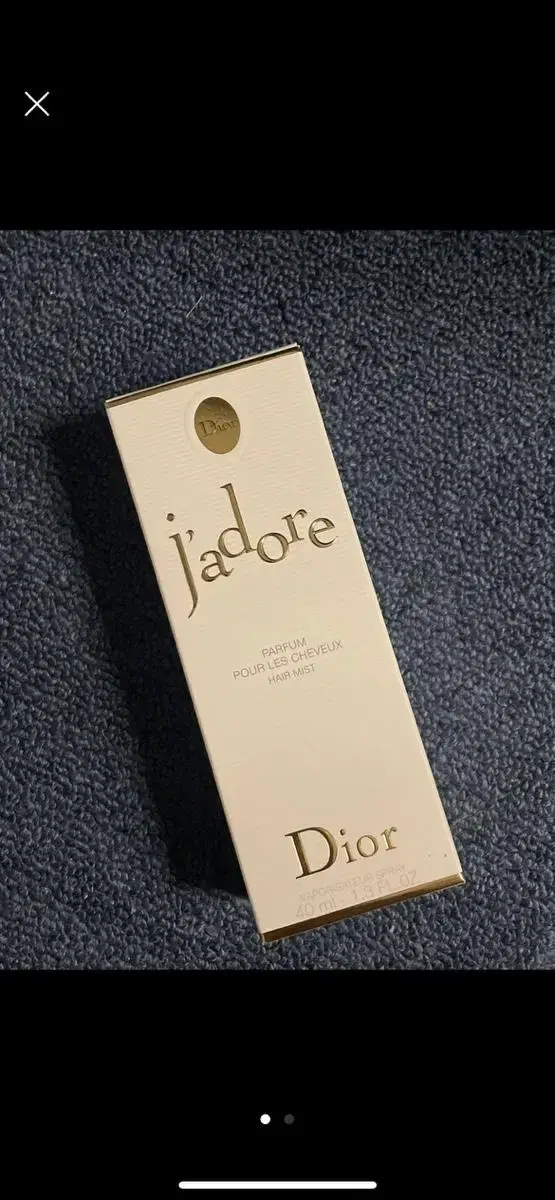 Dior
j'adore
PARFUM
POUR LES CHEVEUX
HAIR MIST
Dior
VAPORISATEUR SPRAY
40 mL - 1.3 FL. OZ